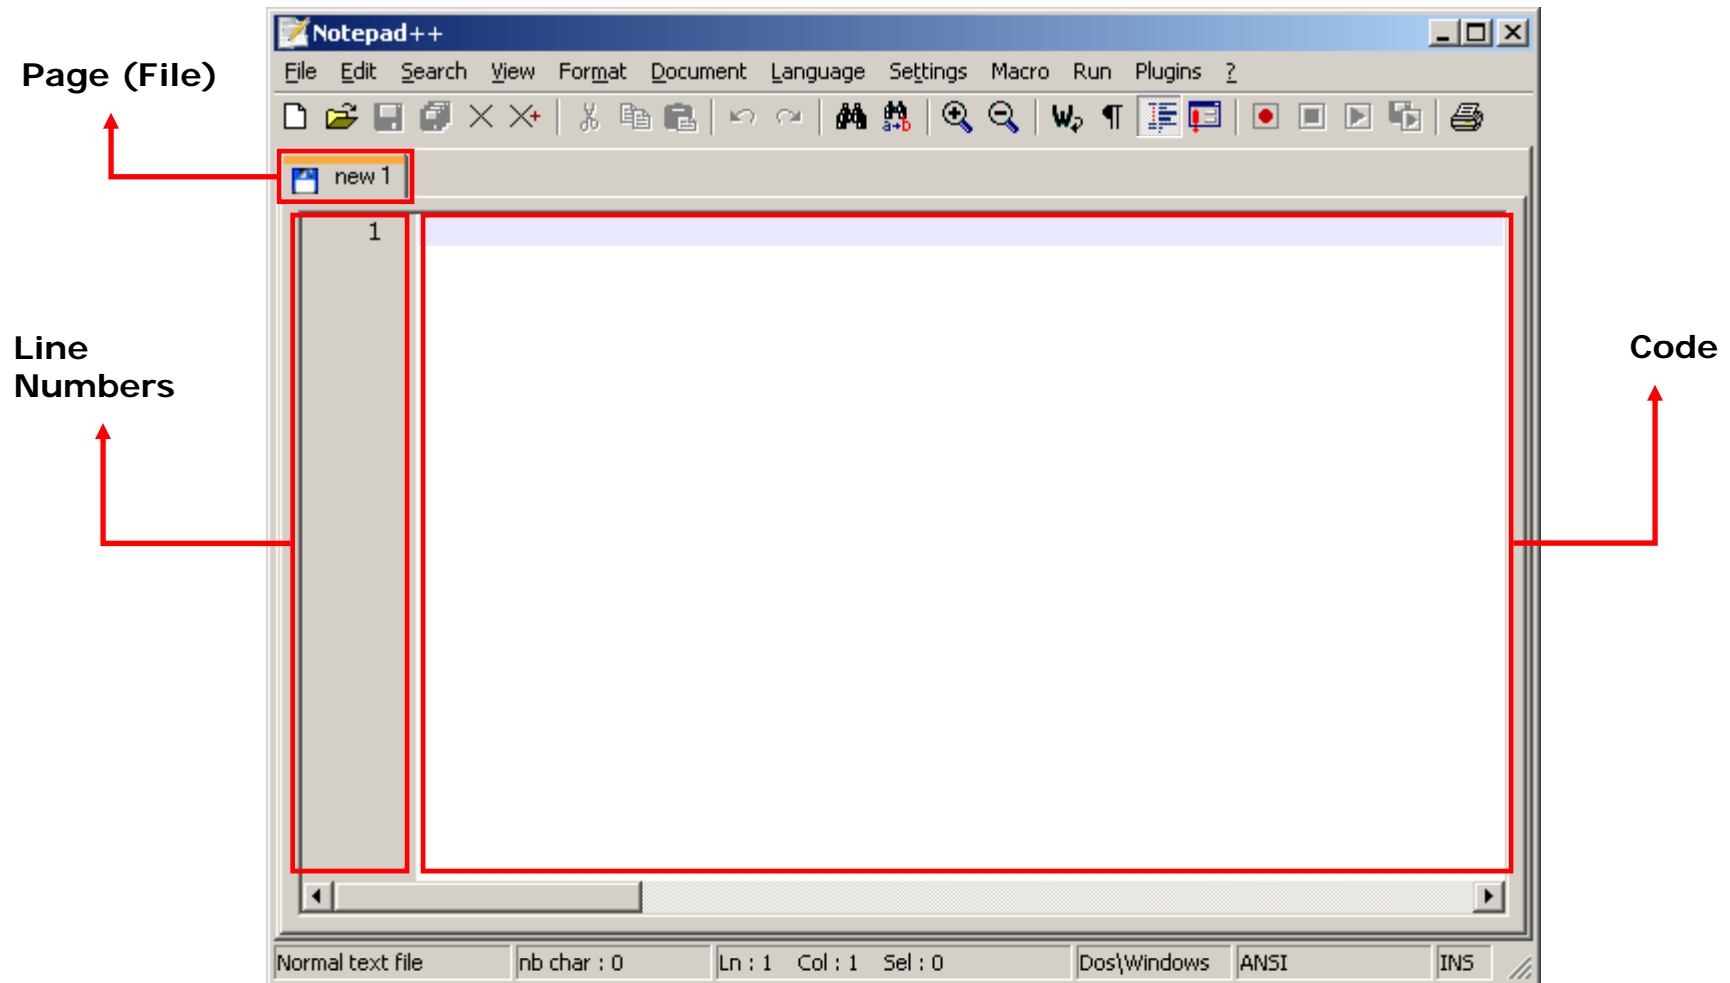 Notepad++
Page (File)
File Edit Search View Format Document Language Settings Macro Run Plugins ?
new 1
1
Line
Numbers
Code
Normal text file nb char : 0 Ln : 1 Col : 1 Sel : 0 Dos\Windows ANSI INS